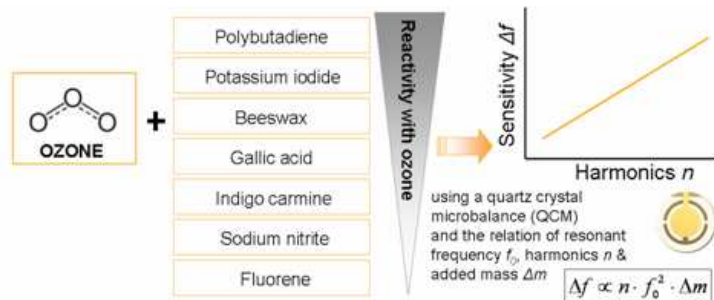 O
O O
OZONE
+
Polybutadiene
Potassium iodide
Beeswax
Gallic acid
Indigo carmine
Sodium nitrite
Fluorene
Reactivity with ozone
Sensitivity Δf
Harmonics n
using a quartz crystal
microbalance (QCM)
and the relation of resonant
frequency f₀, harmonics n &
added mass Δm
Δf ∝ n · f₀² · Δm